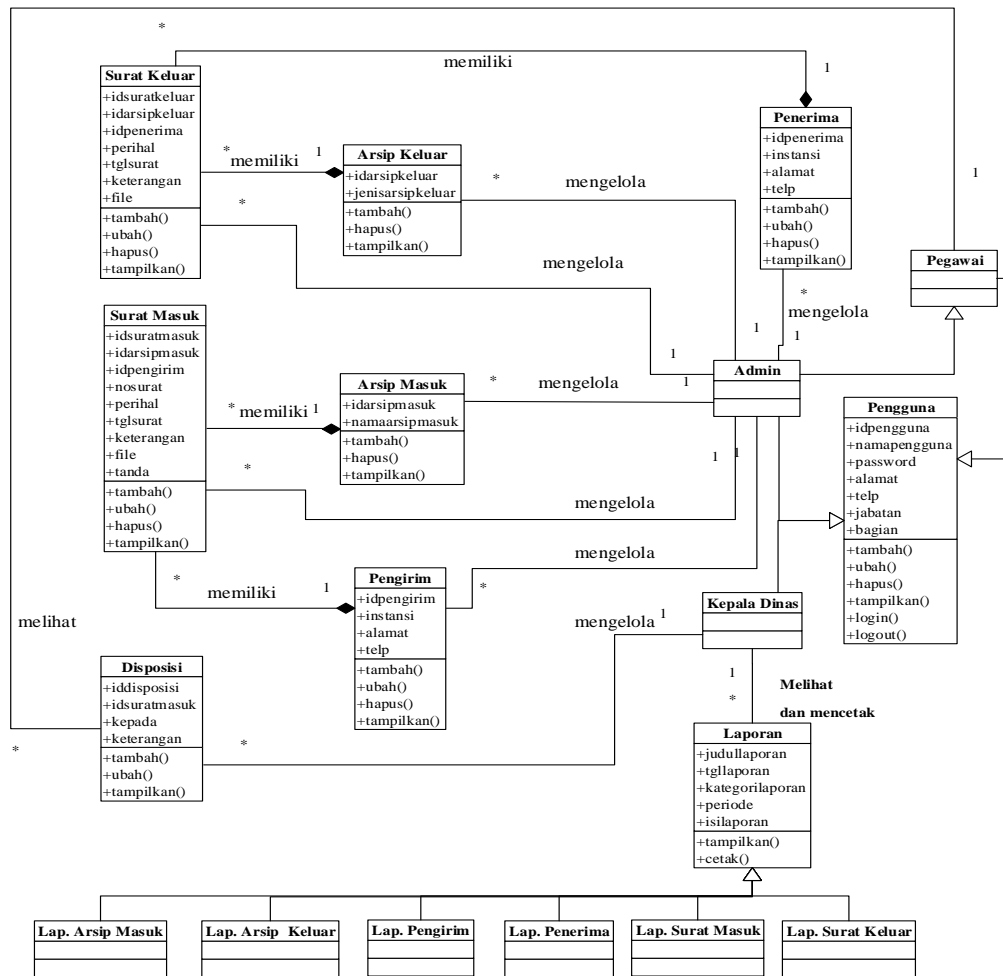 *
1
*
memiliki
1
Surat Keluar
+idsuratkeluar
+idarsipkeluar
+idpenerima
+perihal
+tglsurat
+keterangan
+file
+tambah()
+ubah()
+hapus()
+tampilkan()
*
memiliki
1
Arsip Keluar
+idarsipkeluar
+jenisarsipkeluar
+tambah()
+hapus()
+tampilkan()
*
mengelola
1
Penerima
+idpenerima
+instansi
+alamat
+telp
+tambah()
+ubah()
+hapus()
+tampilkan()
*
mengelola
1
1
Pegawai
*
mengelola
1
Surat Masuk
+idsuratmasuk
+idarsipmasuk
+idpengirim
+nosurat
+perihal
+tglsurat
+keterangan
+file
+tanda
+tambah()
+ubah()
+hapus()
+tampilkan()
*
memiliki
1
Arsip Masuk
+idarsipmasuk
+namaarsipmasuk
+tambah()
+hapus()
+tampilkan()
*
mengelola
1
Admin
Pengguna
+idpengguna
+namapengguna
+password
+alamat
+telp
+jabatan
+bagian
+tambah()
+ubah()
+hapus()
+tampilkan()
+login()
+logout()
*
mengelola
1
1
mengelola
*
*
memiliki
1
Pengirim
+idpengirim
+instansi
+alamat
+telp
+tambah()
+ubah()
+hapus()
+tampilkan()
Kepala Dinas
mengelola
1
melihat
Disposisi
+iddisposisi
+idsuratmasuk
+kepada
+keterangan
+tambah()
+ubah()
+tampilkan()
*
*
1
*
Melihat
dan mencetak
Laporan
+judullaporan
+tgllaporan
+kategorilaporan
+periode
+isilaporan
+tampilkan()
+cetak()
Lap. Arsip Masuk
Lap. Arsip Keluar
Lap. Pengirim
Lap. Penerima
Lap. Surat Masuk
Lap. Surat Keluar